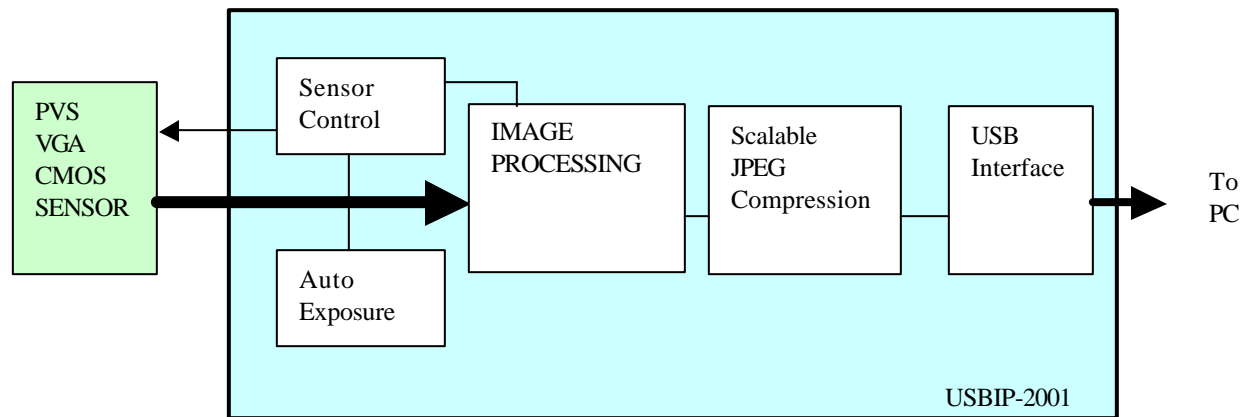 PVS
VGA
CMOS
SENSOR
Sensor
Control
Auto
Exposure
IMAGE
PROCESSING
Scalable
JPEG
Compression
USB
Interface
To
PC
USBIP-2001